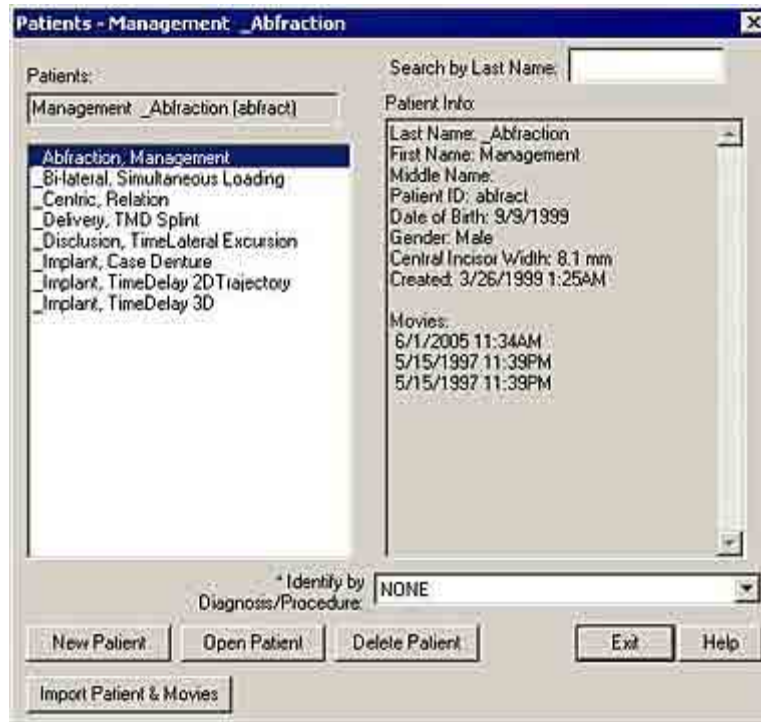 Patients - Management _Abfraction
Patients:
Management _Abfraction (abfract)
_Abfraction, Management
_Bi-lateral, Simultaneous Loading
_Centric, Relation
_Delivery, TMD Splint
_Disclusion, TimeLateral Excursion
_Implant, Case Denture
_Implant, TimeDelay 2DTrajectory
_Implant, TimeDelay 3D
Search by Last Name:
Patient Info:
Last Name: _Abfraction
First Name: Management
Middle Name:
Patient ID: abfract
Date of Birth: 9/9/1999
Gender: Male
Central Incisor Width: 8.1 mm
Created: 3/26/1999 1:25AM
Movies:
6/1/2005 11:34AM
5/15/1997 11:39PM
5/15/1997 11:39PM
* Identify by
Diagnosis/Procedure:
NONE
New Patient
Open Patient
Delete Patient
Exit
Help
Import Patient & Movies